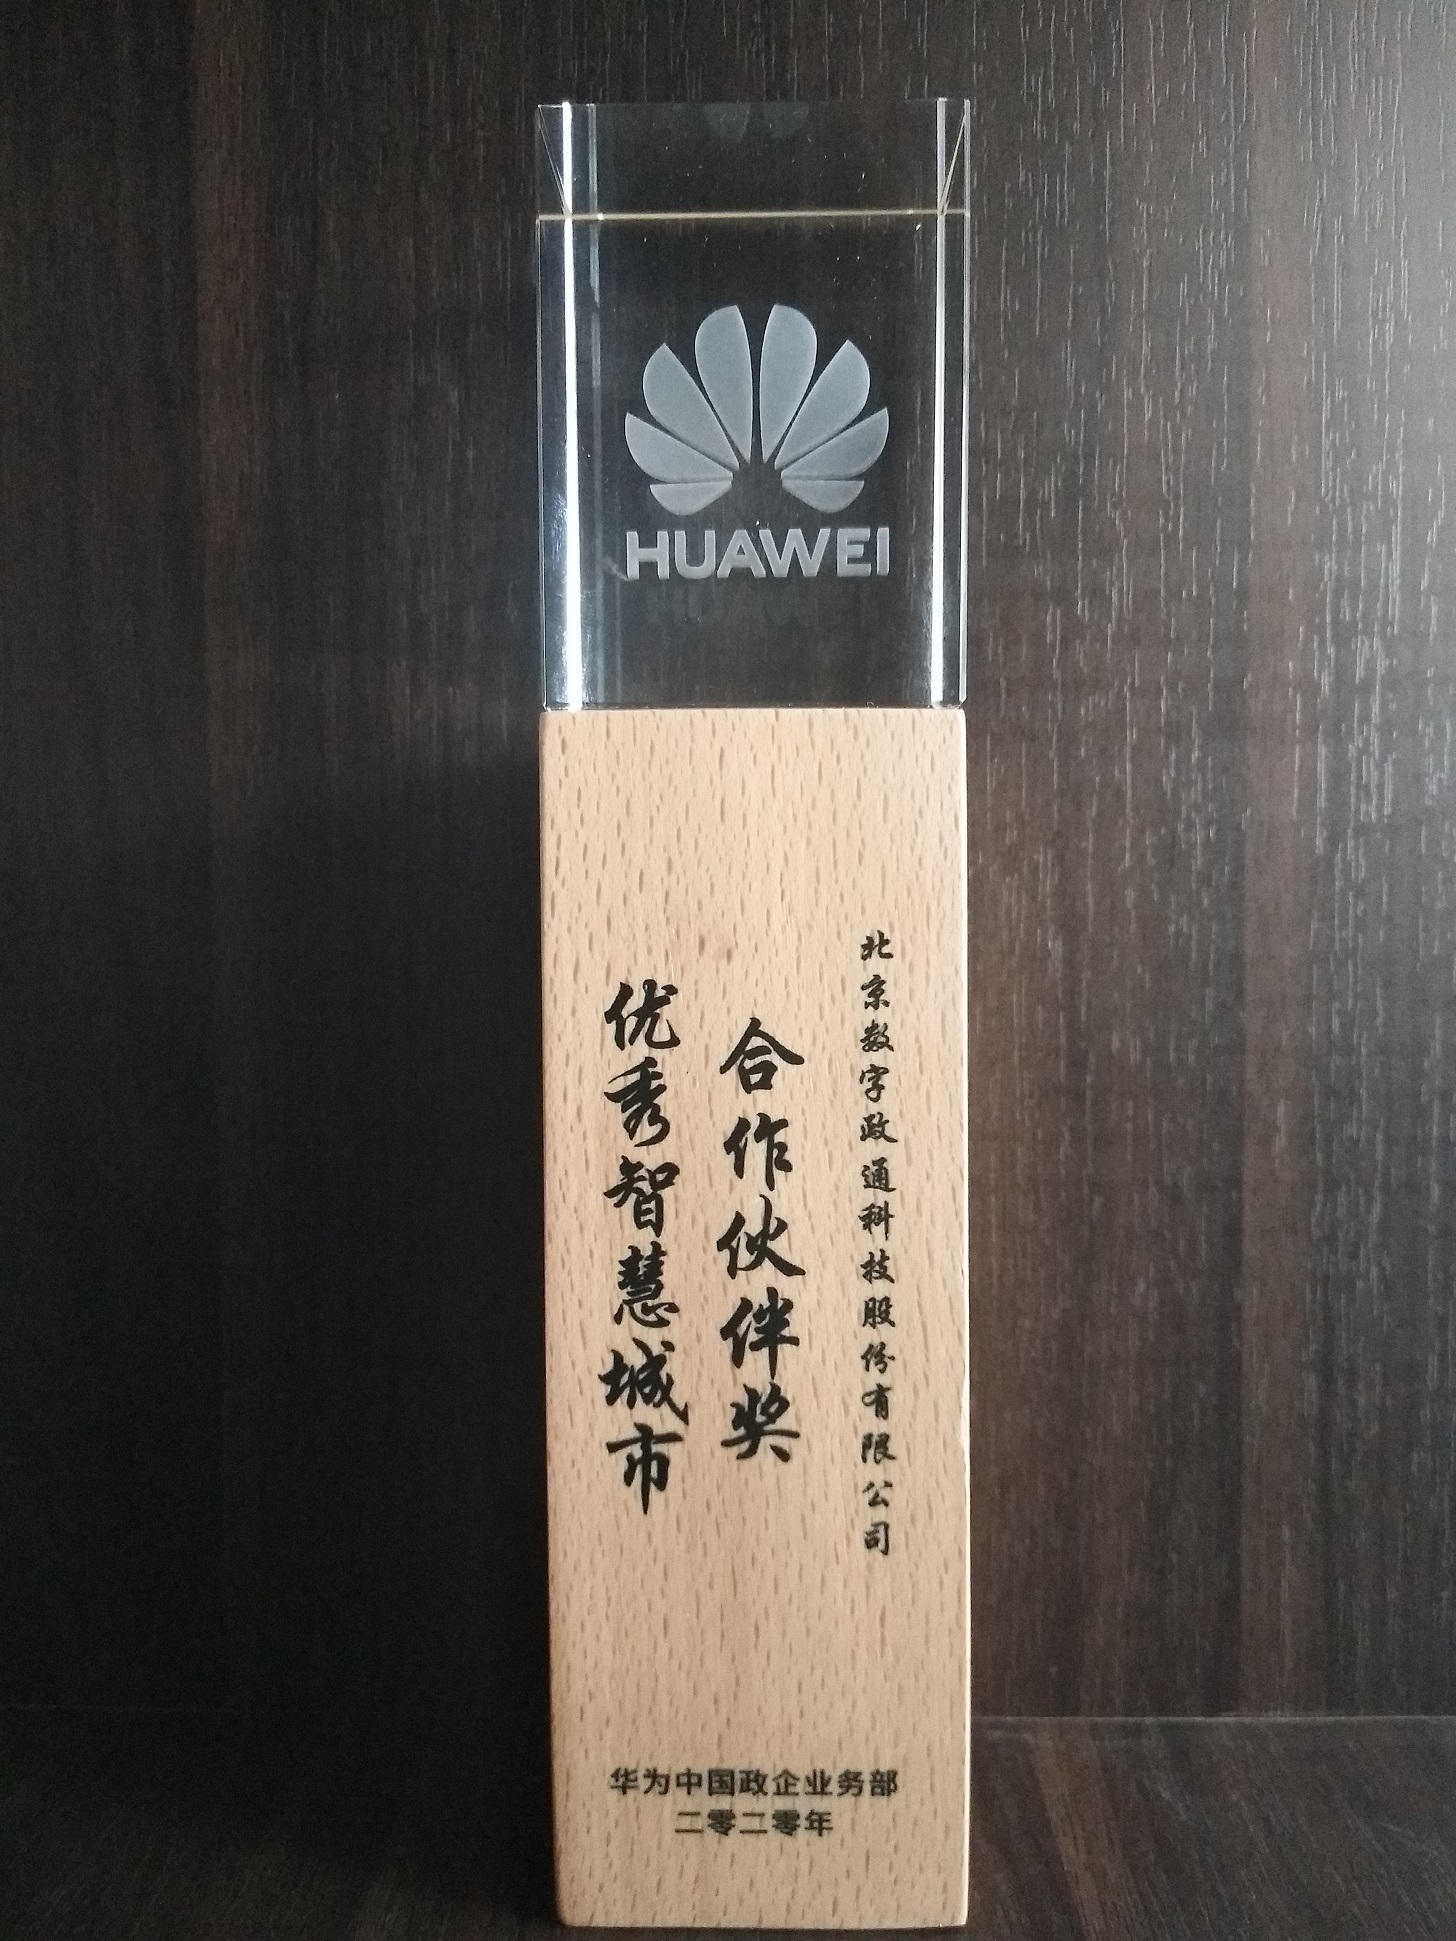 HUAWEI
北京数字政通科技股份有限公司
优秀智慧城市
合作伙伴奖
华为中国政企业务部
二零二零年